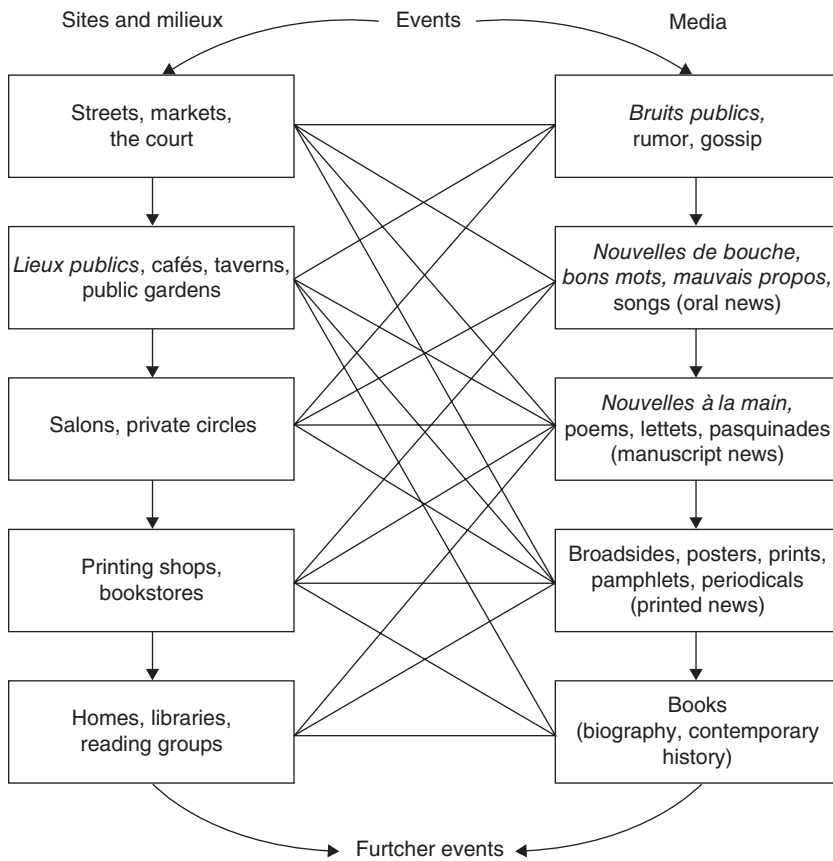 Sites and milieux
Events
Media
Streets, markets,
the court
Bruits publics,
rumor, gossip
Lieux publics, cafés, taverns,
public gardens
Nouvelles de bouche,
bons mots, mauvais propos,
songs (oral news)
Salons, private circles
Nouvelles à la main,
poems, lettets, pasquinades
(manuscript news)
Printing shops,
bookstores
Broadsides, posters, prints,
pamphlets, periodicals
(printed news)
Homes, libraries,
reading groups
Books
(biography, contemporary
history)
Furtcher events